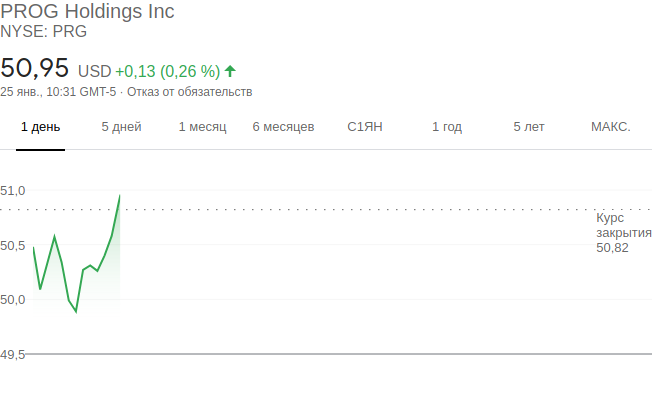 PROG Holdings Inc
NYSE: PRG
50,95 USD +0,13 (0,26 %)
25 янв., 10:31 GMT-5 · Отказ от обязательств
1 день 5 дней 1 месяц 6 месяцев С1ЯН 1 год 5 лет МАКС.
51,0
Курс
закрытия
50,82
50,5
50,0
49,5